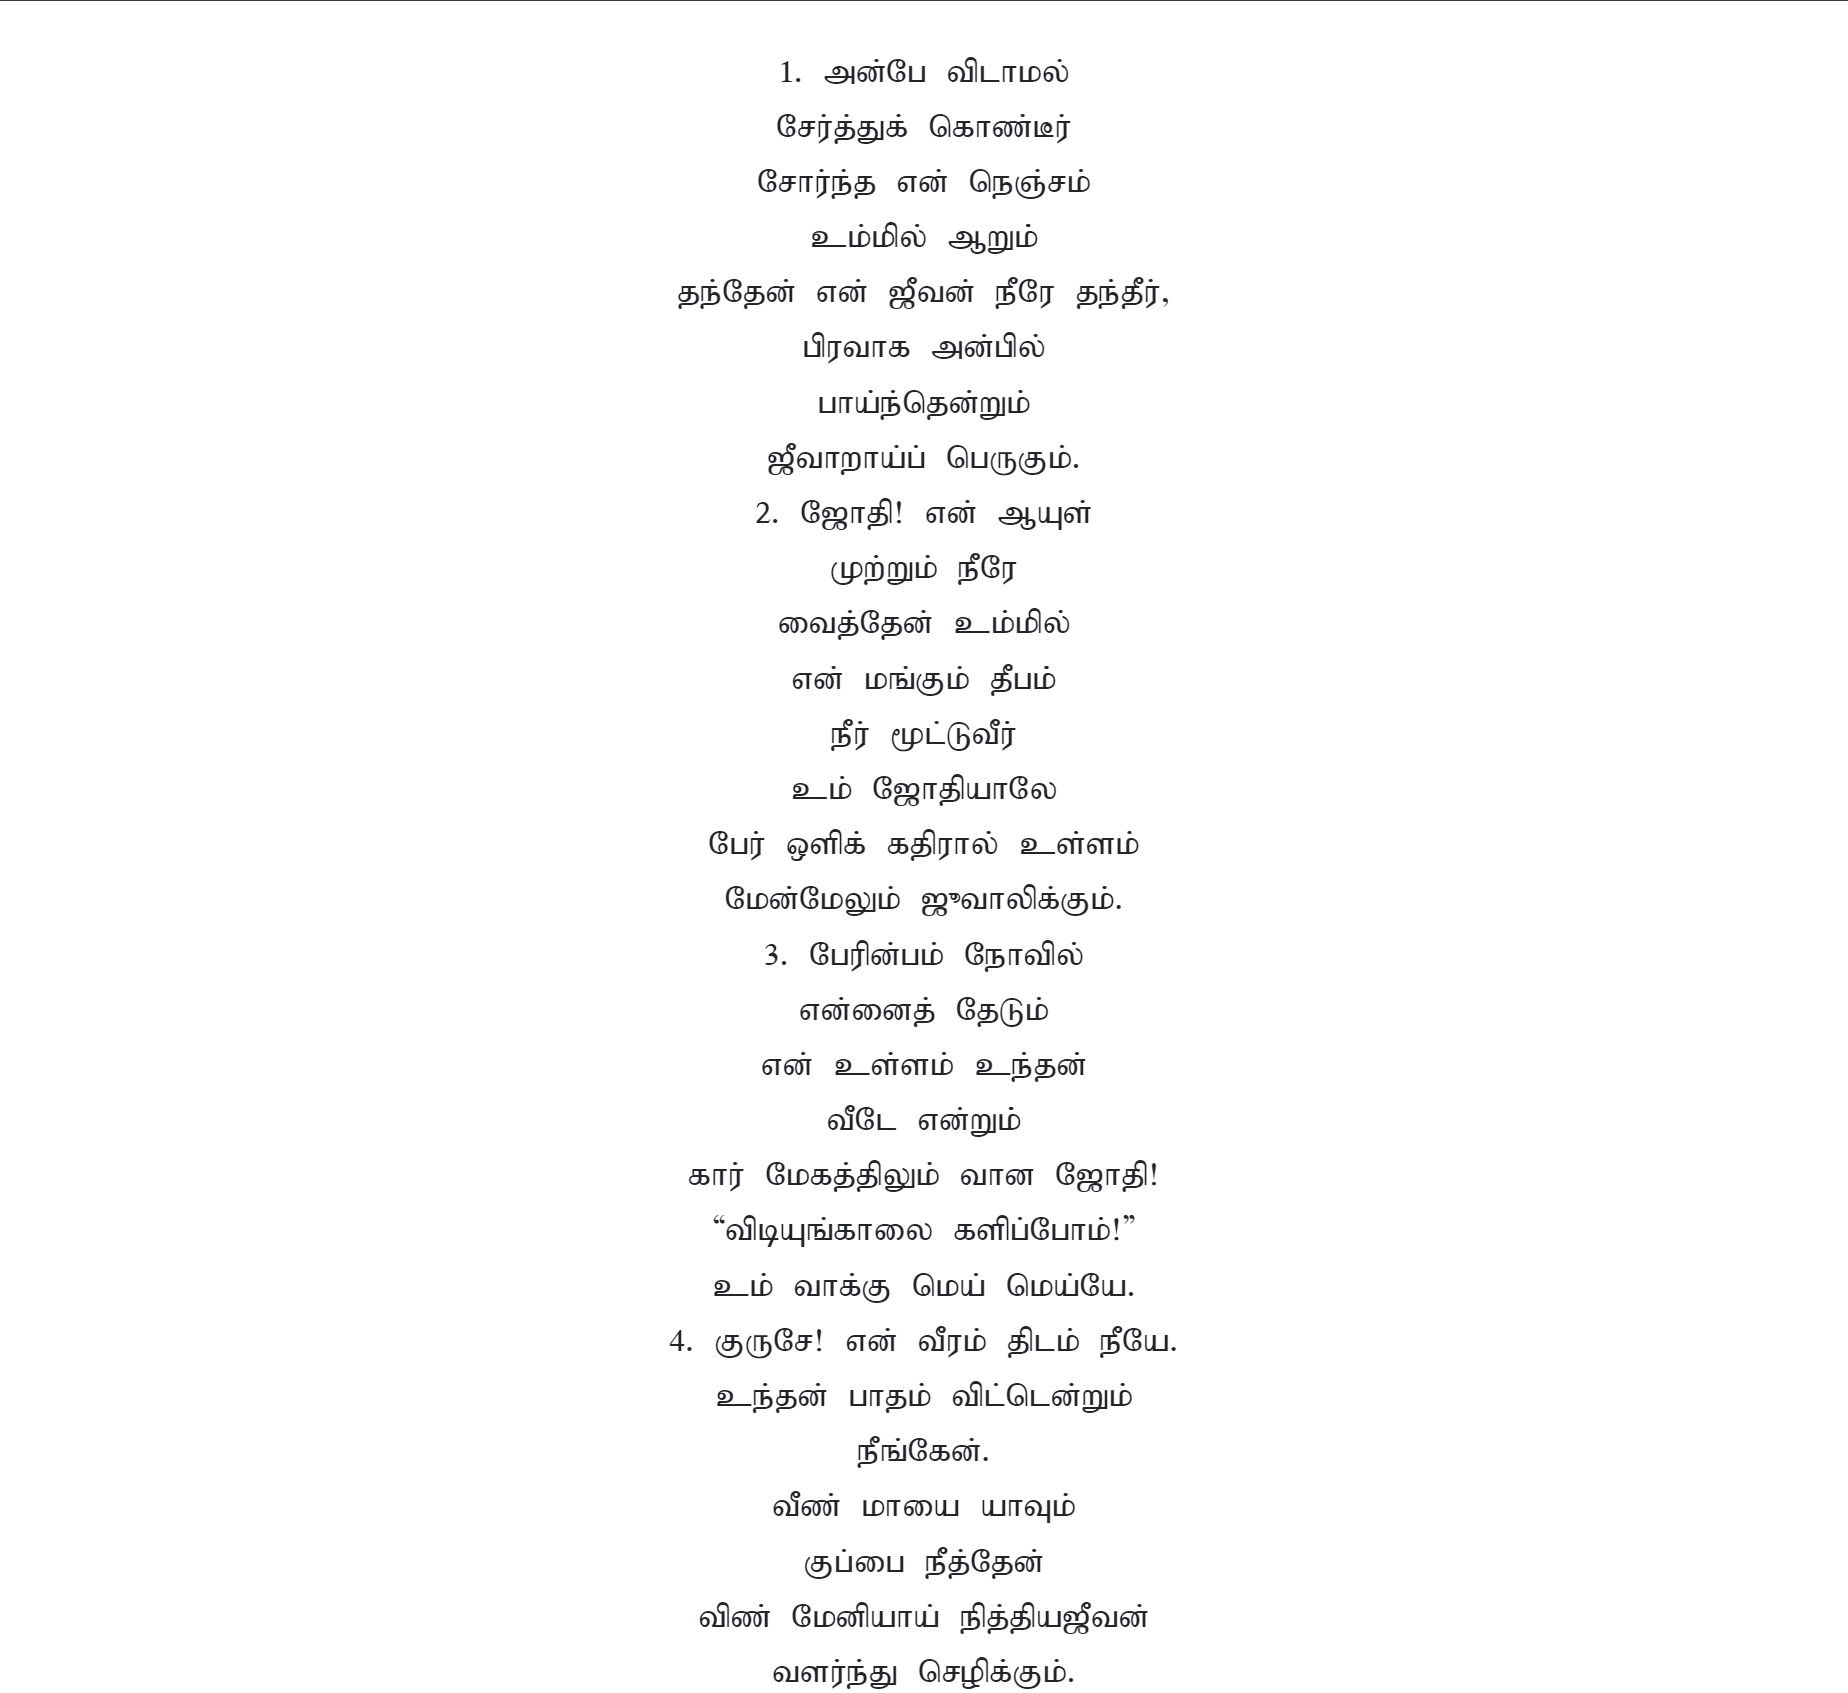 1. அன்பே விடாமல்
சேர்த்துக் கொண்டீர்
சோர்ந்த என் நெஞ்சம்
உம்மில் ஆறும்
தந்தேன் என் ஜீவன் நீரே தந்தீர்,
பிரவாக அன்பில்
பாய்ந்தென்றும்
ஜீவாறாய்ப் பெருகும்.
2. ஜோதி! என் ஆயுள்
முற்றும் நீரே
வைத்தேன் உம்மில்
என் மங்கும் தீபம்
நீர் மூட்டுவீர்
உம் ஜோதியாலே
பேர் ஒளிக் கதிரால் உள்ளம்
மேன்மேலும் ஜுவாலிக்கும்.
3. பேரின்பம் நோவில்
என்னைத் தேடும்
என் உள்ளம் உந்தன்
வீடே என்றும்
கார் மேகத்திலும் வான ஜோதி!
“விடியுங்காலை களிப்போம்!”
உம் வாக்கு மெய் மெய்யே.
4. குருசே! என் வீரம் திடம் நீயே.
உந்தன் பாதம் விட்டென்றும்
நீங்கேன்.
வீண் மாயை யாவும்
குப்பை நீத்தேன்
விண் மேனியாய் நித்தியஜீவன்
வளர்ந்து செழிக்கும்.